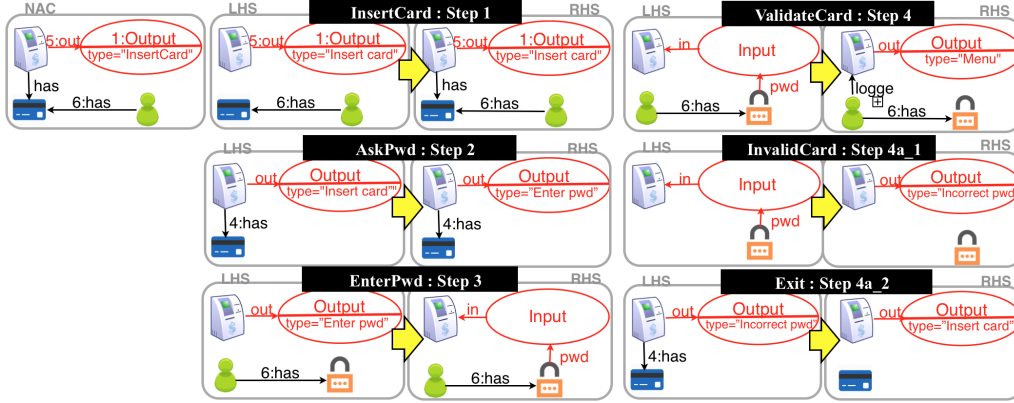 NAC
5:out
1:Output
type="InsertCard"
has
6:has
LHS
InsertCard : Step 1
RHS
5:out
1:Output
type="Insert card"
6:has
5:out
1:Output
type="Insert card"
has
6:has
LHS
ValidateCard : Step 4
RHS
in
Input
pwd
6:has
out
Output
type="Menu"
logge
6:has
LHS
AskPwd : Step 2
RHS
out
Output
type="Insert card""
4:has
out
Output
type="Enter pwd"
4:has
LHS
InvalidCard : Step 4a_1
RHS
in
Input
pwd
out
Output
type="Incorrect pwd
LHS
EnterPwd : Step 3
RHS
out
Output
type="Enter pwd"
6:has
in
Input
pwd
6:has
LHS
Exit : Step 4a_2
RHS
out
Output
type="Incorrect pwd"
4:has
out
Output
type="Insert card"